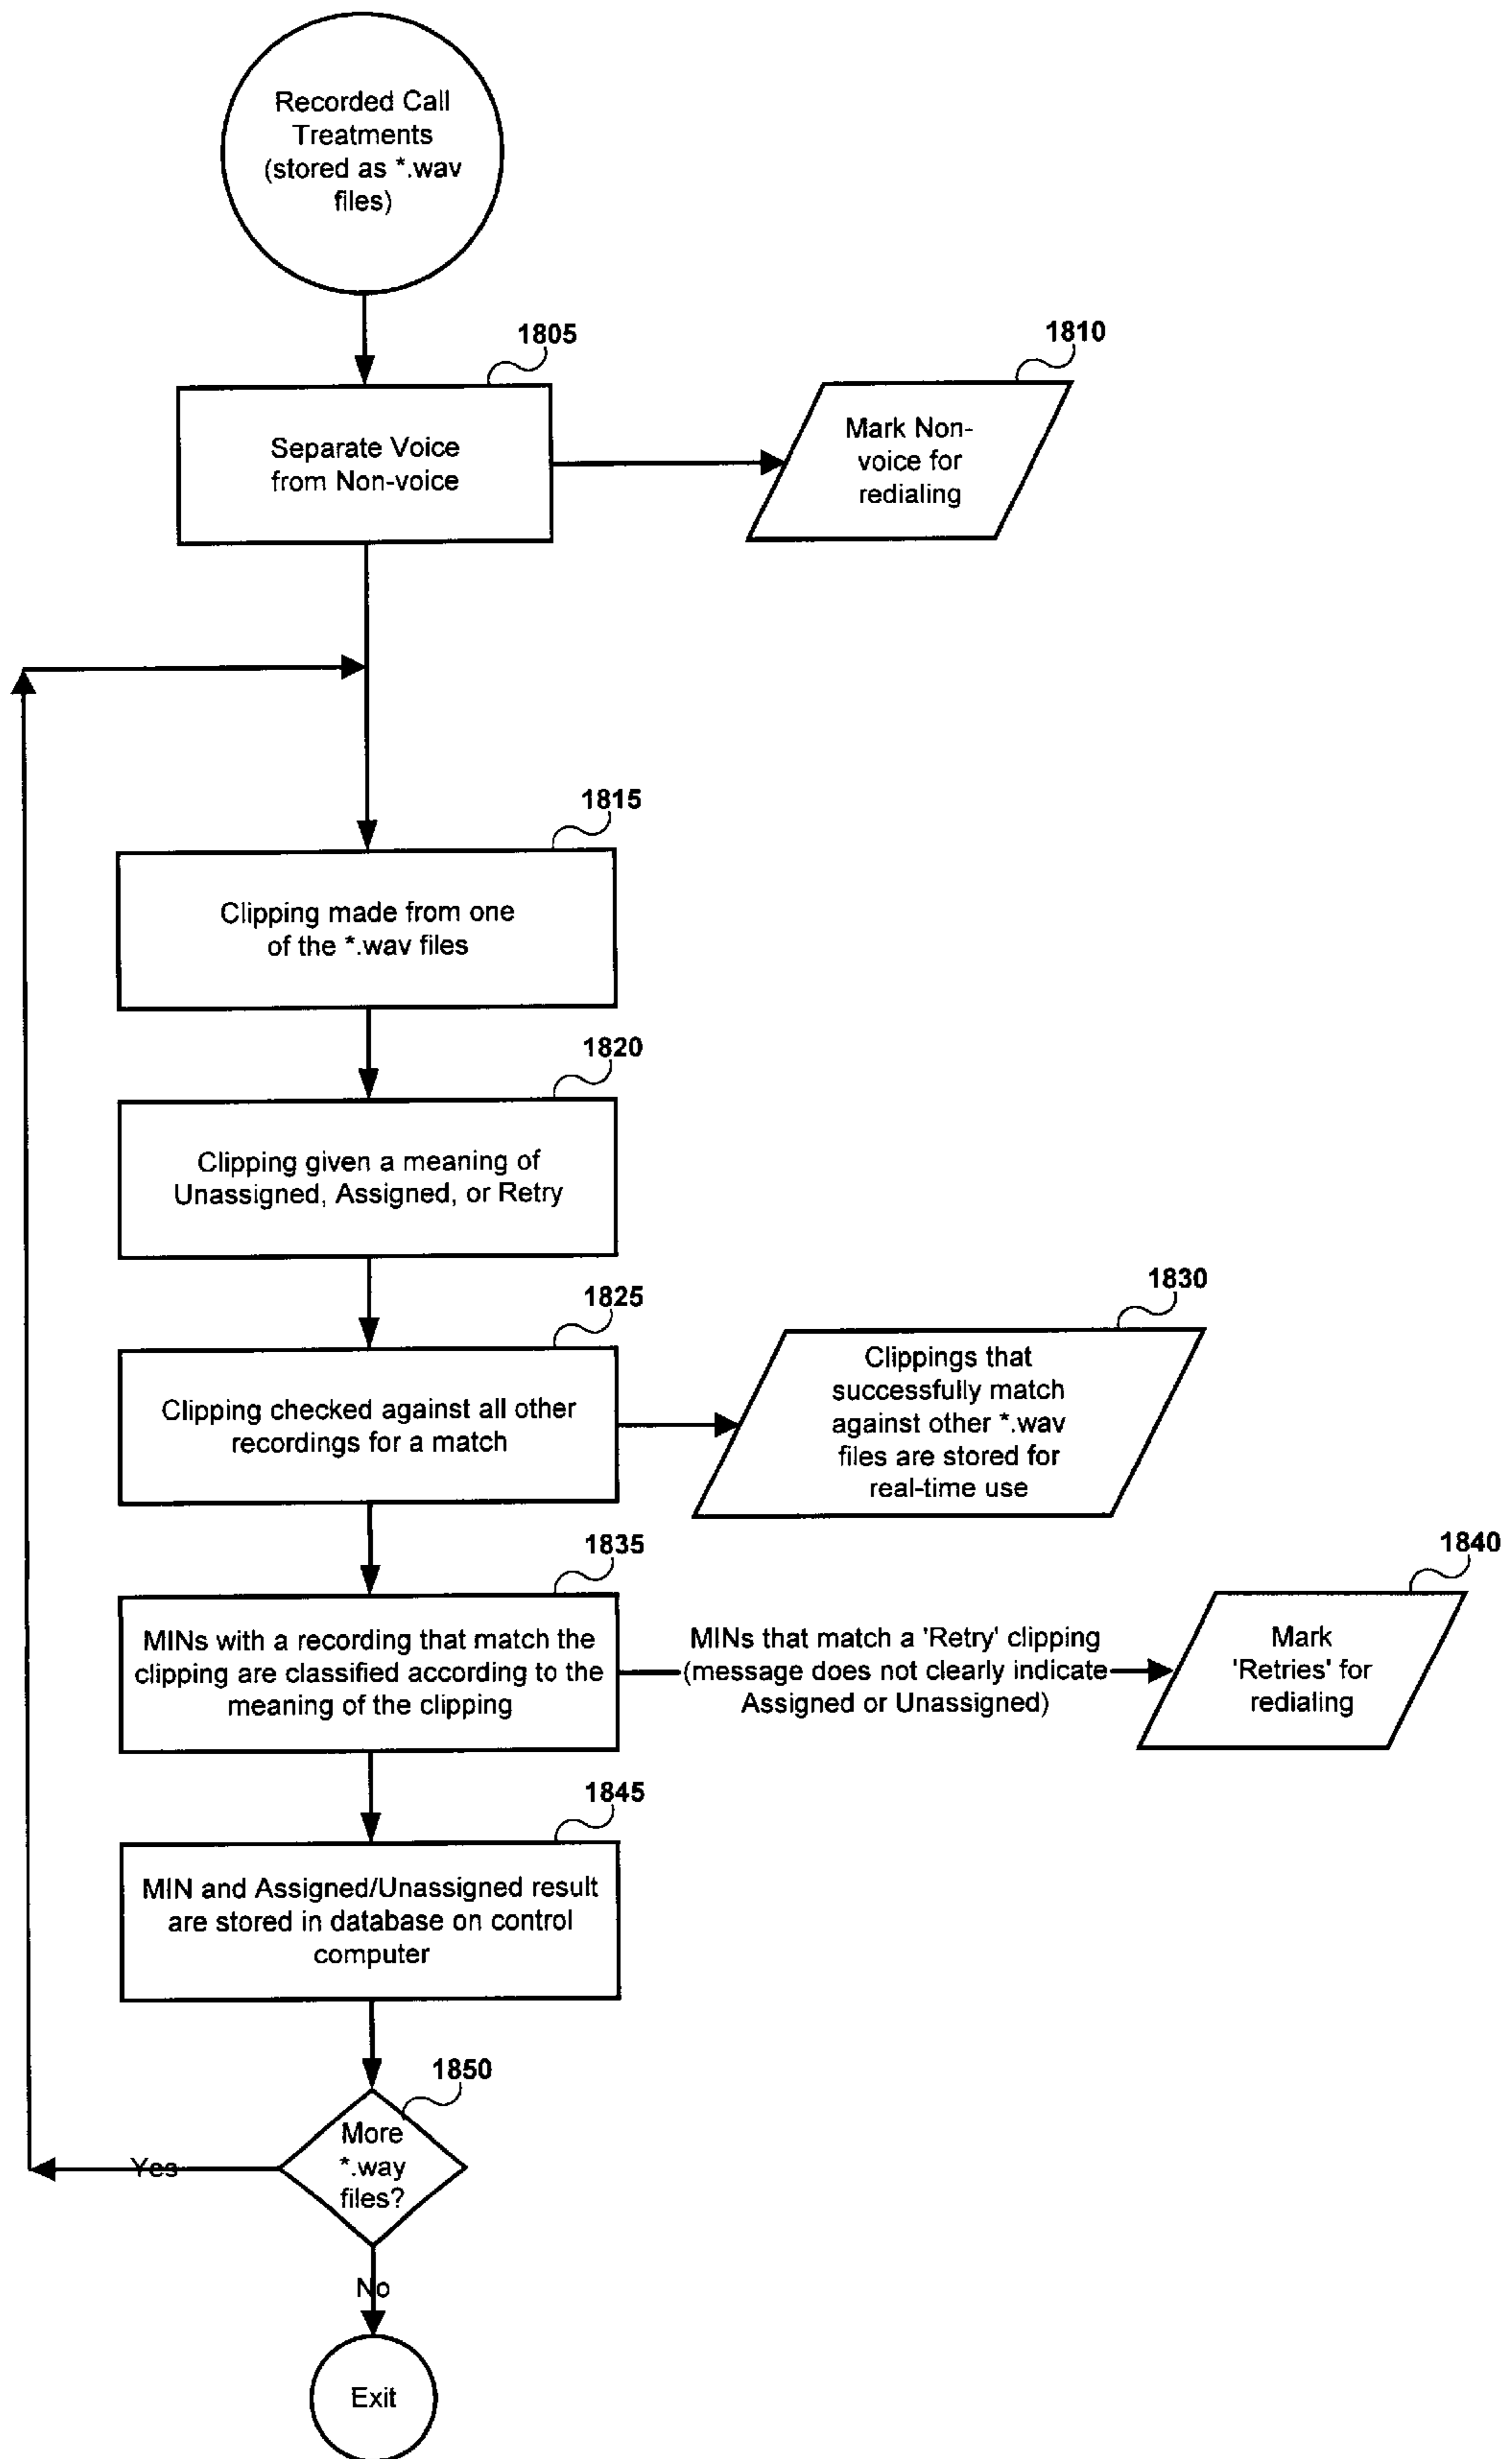 Recorded Call
Treatments
(stored as *.wav
files)
1805
1810
Separate Voice
from Non-voice
Mark Non-
voice for
redialing
1815
Clipping made from one
of the *.wav files
1820
Clipping given a meaning of
Unassigned, Assigned, or Retry
1825
1830
Clipping checked against all other
recordings for a match
Clippings that
successfully match
against other *.wav
files are stored for
real-time use
1835
1840
MINs with a recording that match the
clipping are classified according to the
meaning of the clipping
MINs that match a 'Retry' clipping
(message does not clearly indicate
Assigned or Unassigned)
Mark
'Retries' for
redialing
1845
MIN and Assigned/Unassigned result
are stored in database on control
computer
1850
More
*.way
files?
Yes
No
Exit